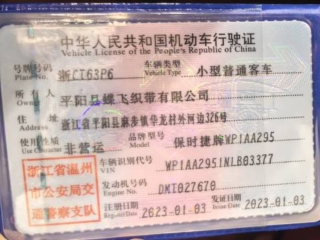 中华人民共和国机动车行驶证
Vehicle License of the People's Republic of China
号牌号码 浙CT63P6 车辆类型 小型普通客车
Plate No. Vehicle Type
所有人 平阳县蝶飞织带有限公司
Owner
住址 浙江省平阳县麻步镇华龙村外河边326号
Address
使用性质 非营运 品牌型号 保时捷牌WP1AA295
Use Character Model
浙江省温州 车辆识别代号 WP1AA2951NLB03377
VIN
市公安局交 发动机号码 DMT027670
Engine No.
通警察支队 注册日期 2023-01-03 发证日期 2023-01-03
Issue Date